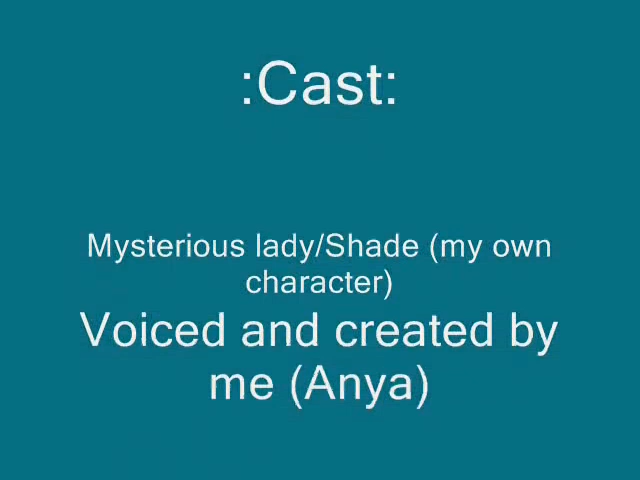 :Cast:
Mysterious lady/Shade (my own
character)
Voiced and created by
me (Anya)